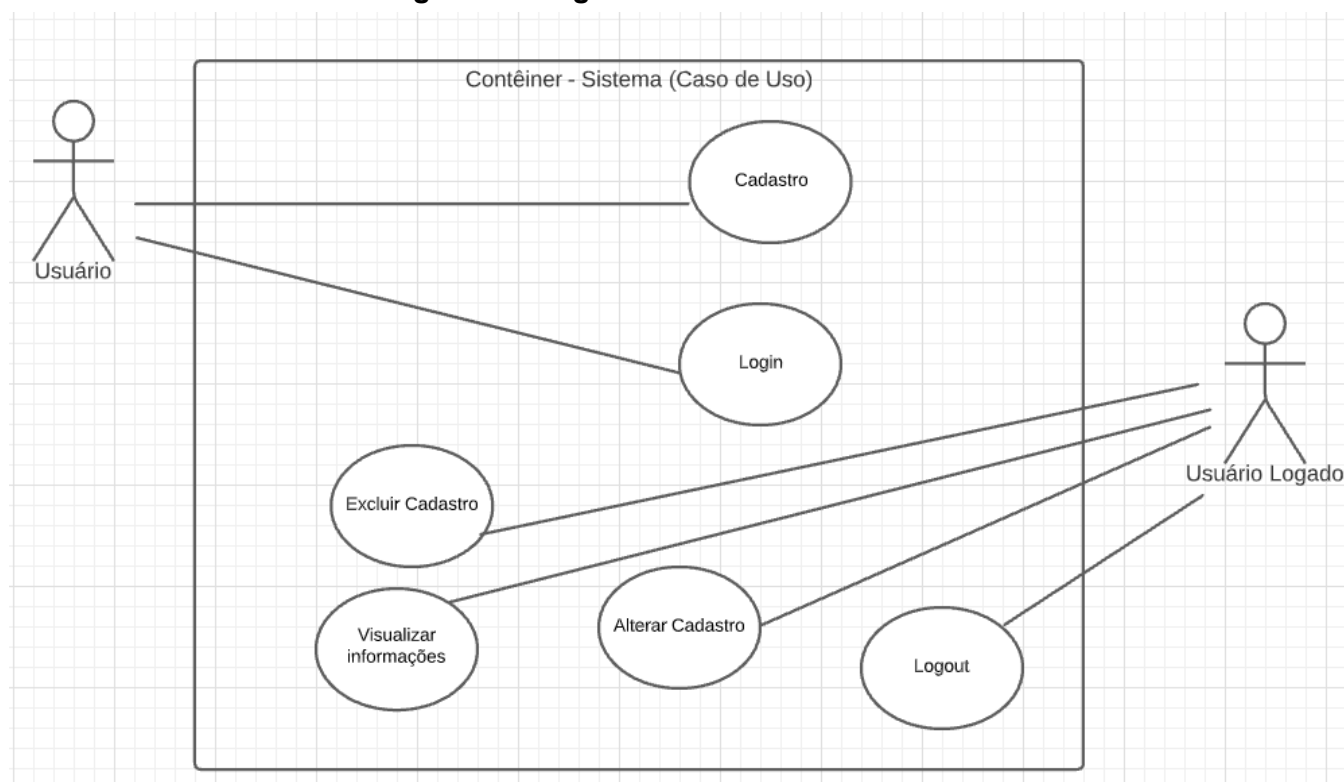 Contêiner - Sistema (Caso de Uso)
Cadastro
Usuário
Login
Usuário Logado
Excluir Cadastro
Visualizar
informações
Alterar Cadastro
Logout